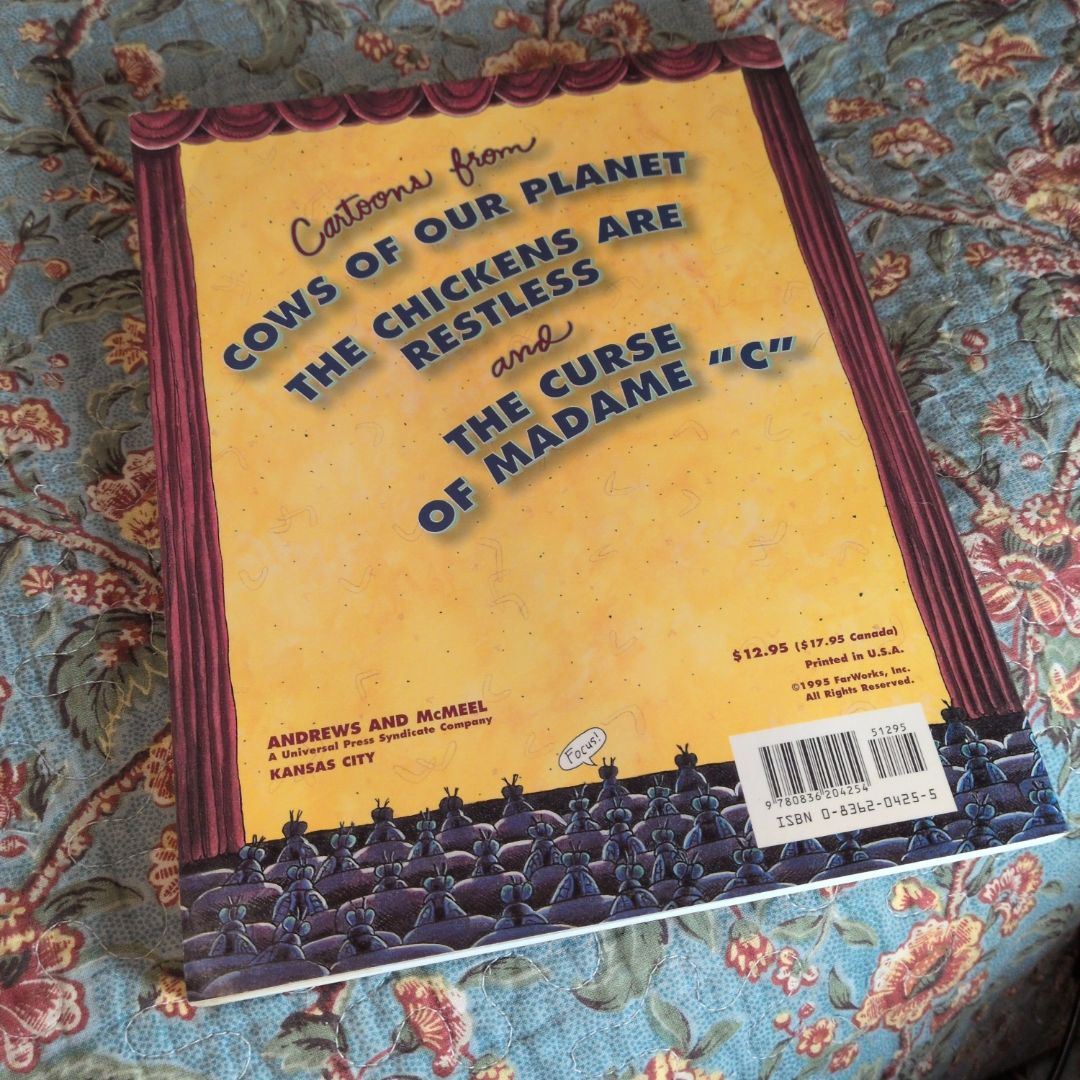 Cartoons from
COWS OF OUR PLANET
THE CHICKENS ARE
RESTLESS
and
THE CURSE
OF MADAME "C"
$12.95 ($17.95 Canada)
Printed in U.S.A.
©1995 FarWorks, Inc.
All Rights Reserved.
ANDREWS AND McMEEL
A Universal Press Syndicate Company
KANSAS CITY
Focus!
51295
9 780836 204254
ISBN 0-8362-0425-5